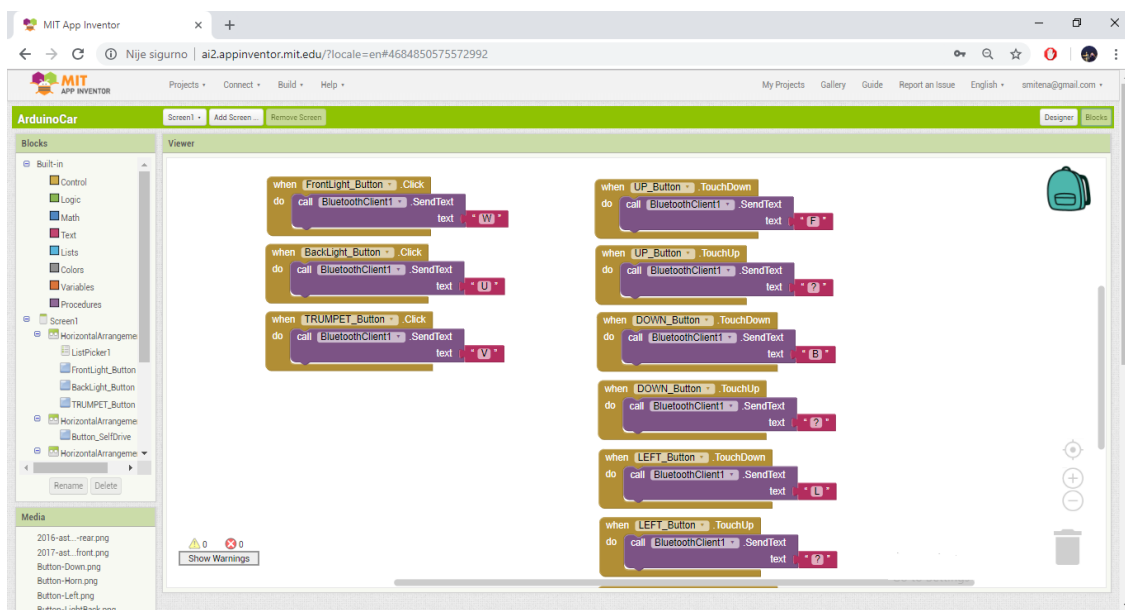 MIT App Inventor
Nije sigurno | ai2.appinventor.mit.edu/?locale=en#4684850575572992
MIT
APP INVENTOR
Projects Connect Build Help My Projects Gallery Guide Report an Issue English smitena@gmail.com
ArduinoCar Screen1 Add Screen ... Remove Screen Designer Blocks
Blocks
Built-in
Control
Logic
Math
Text
Lists
Colors
Variables
Procedures
Screen1
HorizontalArrangeme
ListPicker1
FrontLight_Button
BackLight_Button
TRUMPET_Button
HorizontalArrangeme
Button_SelfDrive
HorizontalArrangeme
Rename Delete
Media
2016-ast...-rear.png
2017-ast...front.png
Button-Down.png
Button-Horn.png
Button-Left.png
Button-LightBack.png
Viewer
when FrontLight_Button .Click
do call BluetoothClient1 .SendText
text " W "
when BackLight_Button .Click
do call BluetoothClient1 .SendText
text " U "
when TRUMPET_Button .Click
do call BluetoothClient1 .SendText
text " V "
when UP_Button .TouchDown
do call BluetoothClient1 .SendText
text " F "
when UP_Button .TouchUp
do call BluetoothClient1 .SendText
text " ? "
when DOWN_Button .TouchDown
do call BluetoothClient1 .SendText
text " B "
when DOWN_Button .TouchUp
do call BluetoothClient1 .SendText
text " ? "
when LEFT_Button .TouchDown
do call BluetoothClient1 .SendText
text " L "
when LEFT_Button .TouchUp
do call BluetoothClient1 .SendText
text " ? "
0 0
Show Warnings